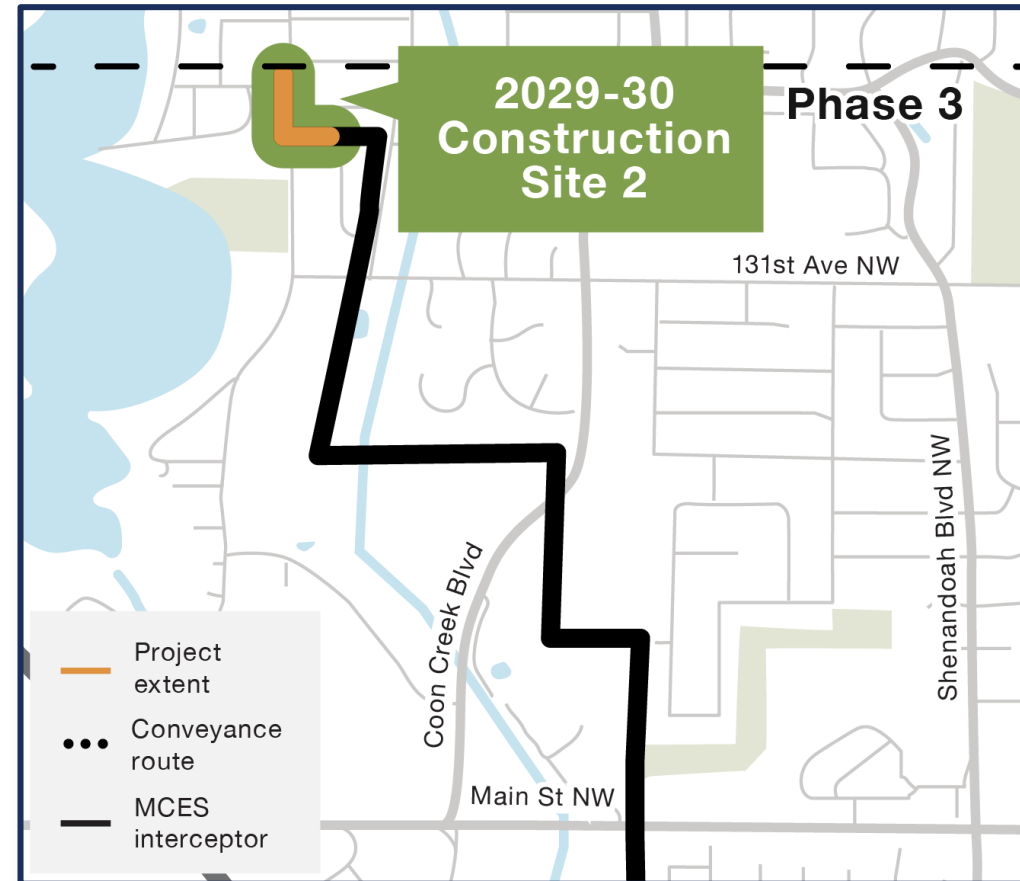 2029-30
Construction
Site 2
Phase 3
131st Ave NW
Shenandoah Blvd NW
Coon Creek Blvd
Main St NW
Project
extent
Conveyance
route
MCES
interceptor